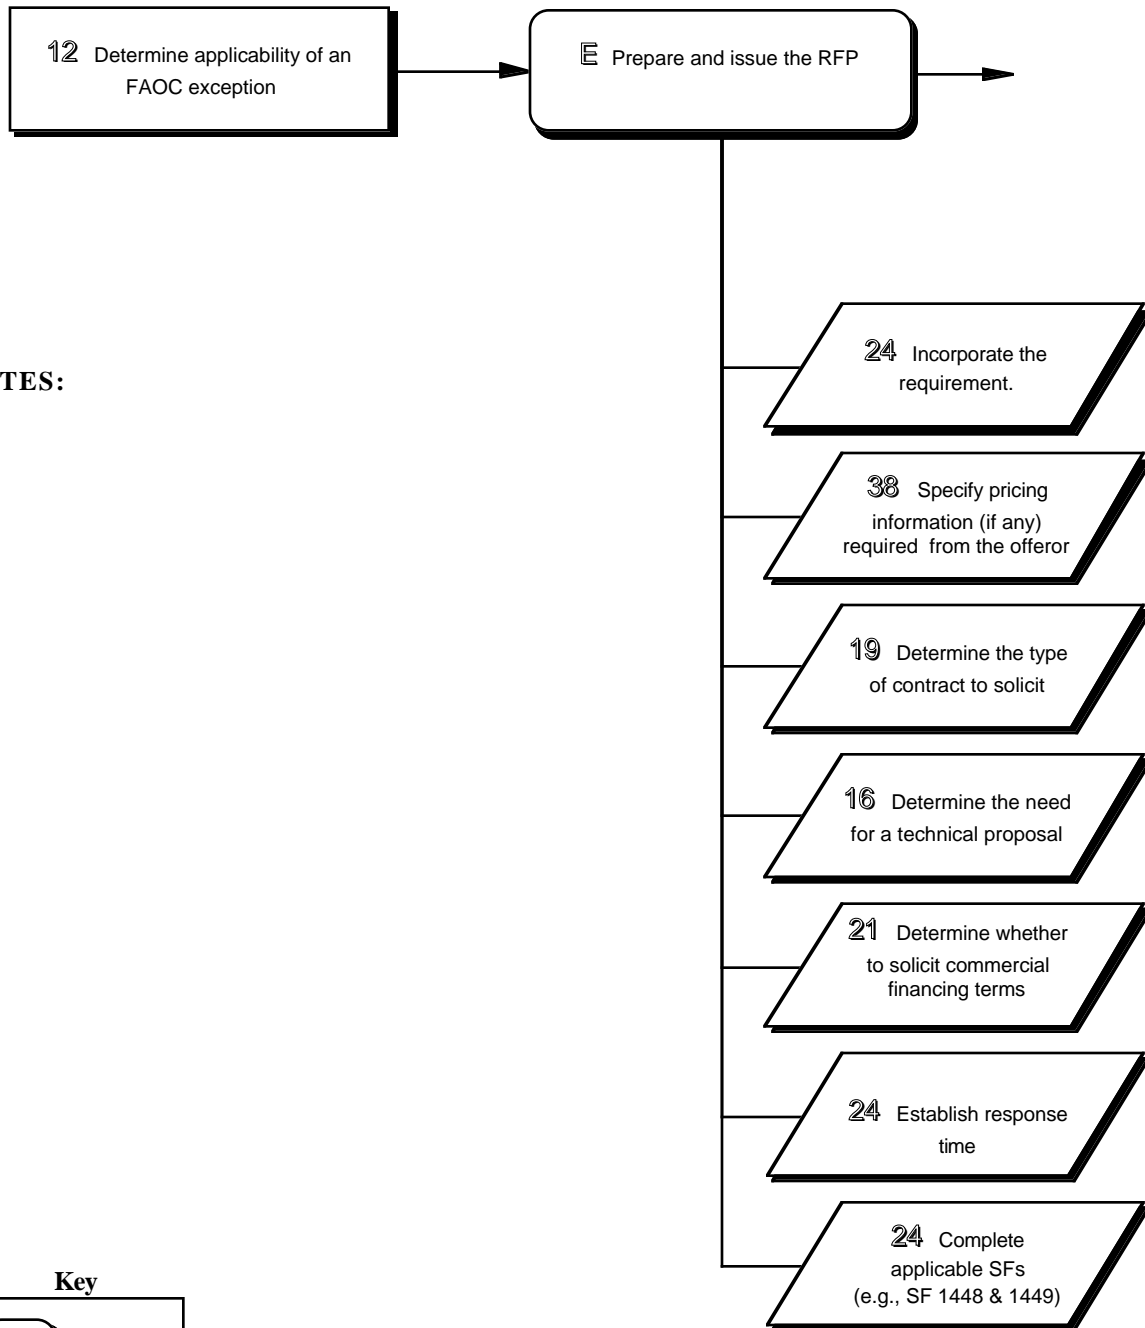 12 Determine applicability of an
FAOC exception
E Prepare and issue the RFP
TES:
24 Incorporate the
requirement.
38 Specify pricing
information (if any)
required from the offeror
19 Determine the type
of contract to solicit
16 Determine the need
for a technical proposal
21 Determine whether
to solicit commercial
financing terms
24 Establish response
time
24 Complete
applicable SFs
(e.g., SF 1448 & 1449)
Key